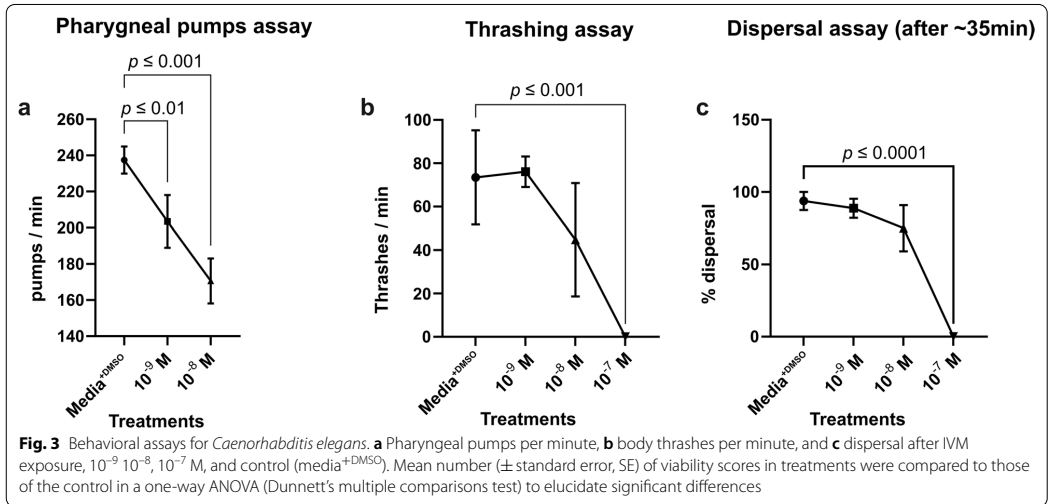 Pharygneal pumps assay
Thrashing assay
Dispersal assay (after ~35min)
a
p ≤ 0.001
p ≤ 0.01
260
240
220
200
180
160
140
pumps / min
Media+DMSO
10-9 M
10-8 M
Treatments
b
p ≤ 0.001
100
80
60
40
20
0
Thrashes / min
Media+DMSO
10-9 M
10-8 M
10-7 M
Treatments
c
p ≤ 0.0001
150
100
50
0
% dispersal
Media+DMSO
10-9 M
10-8 M
10-7 M
Treatments
Fig. 3 Behavioral assays for Caenorhabditis elegans. a Pharyngeal pumps per minute, b body thrashes per minute, and c dispersal after IVM
exposure, 10–9 10–8, 10–7 M, and control (media+DMSO). Mean number (± standard error, SE) of viability scores in treatments were compared to those
of the control in a one-way ANOVA (Dunnett's multiple comparisons test) to elucidate significant differences